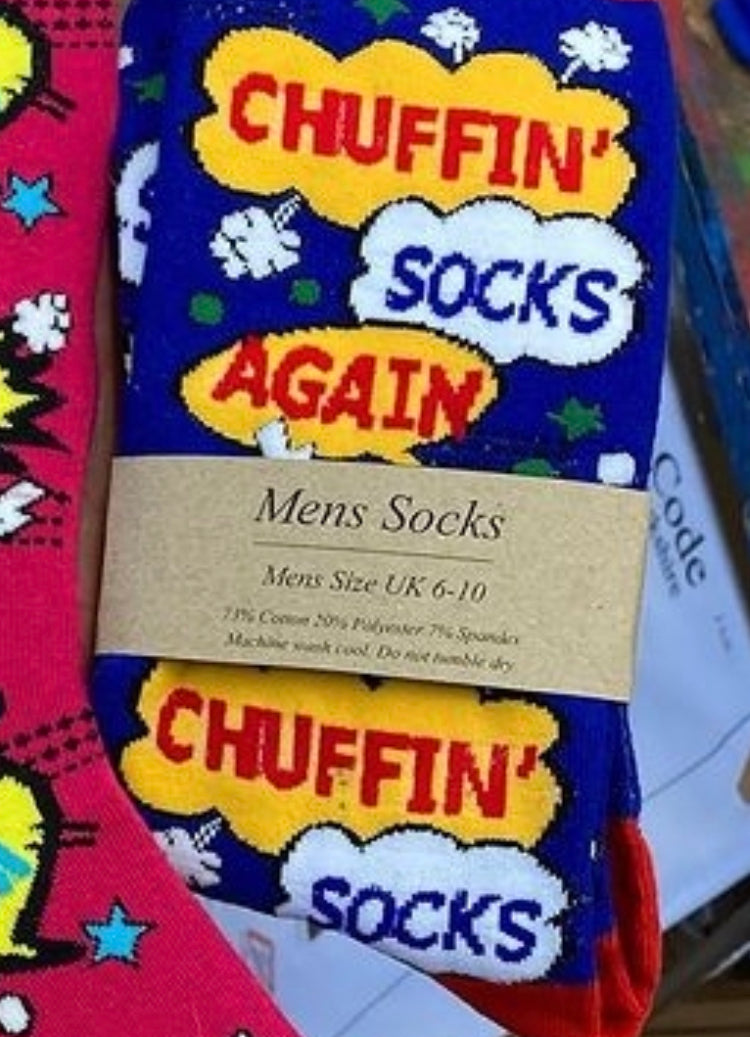 CHUFFIN'
SOCKS
AGAIN
Mens Socks
Mens Size UK 6-10
73% Cotton 20% Polyester 7% Spandex
Machine wash cool. Do not tumble dry
CHUFFIN'
SOCKS
Code